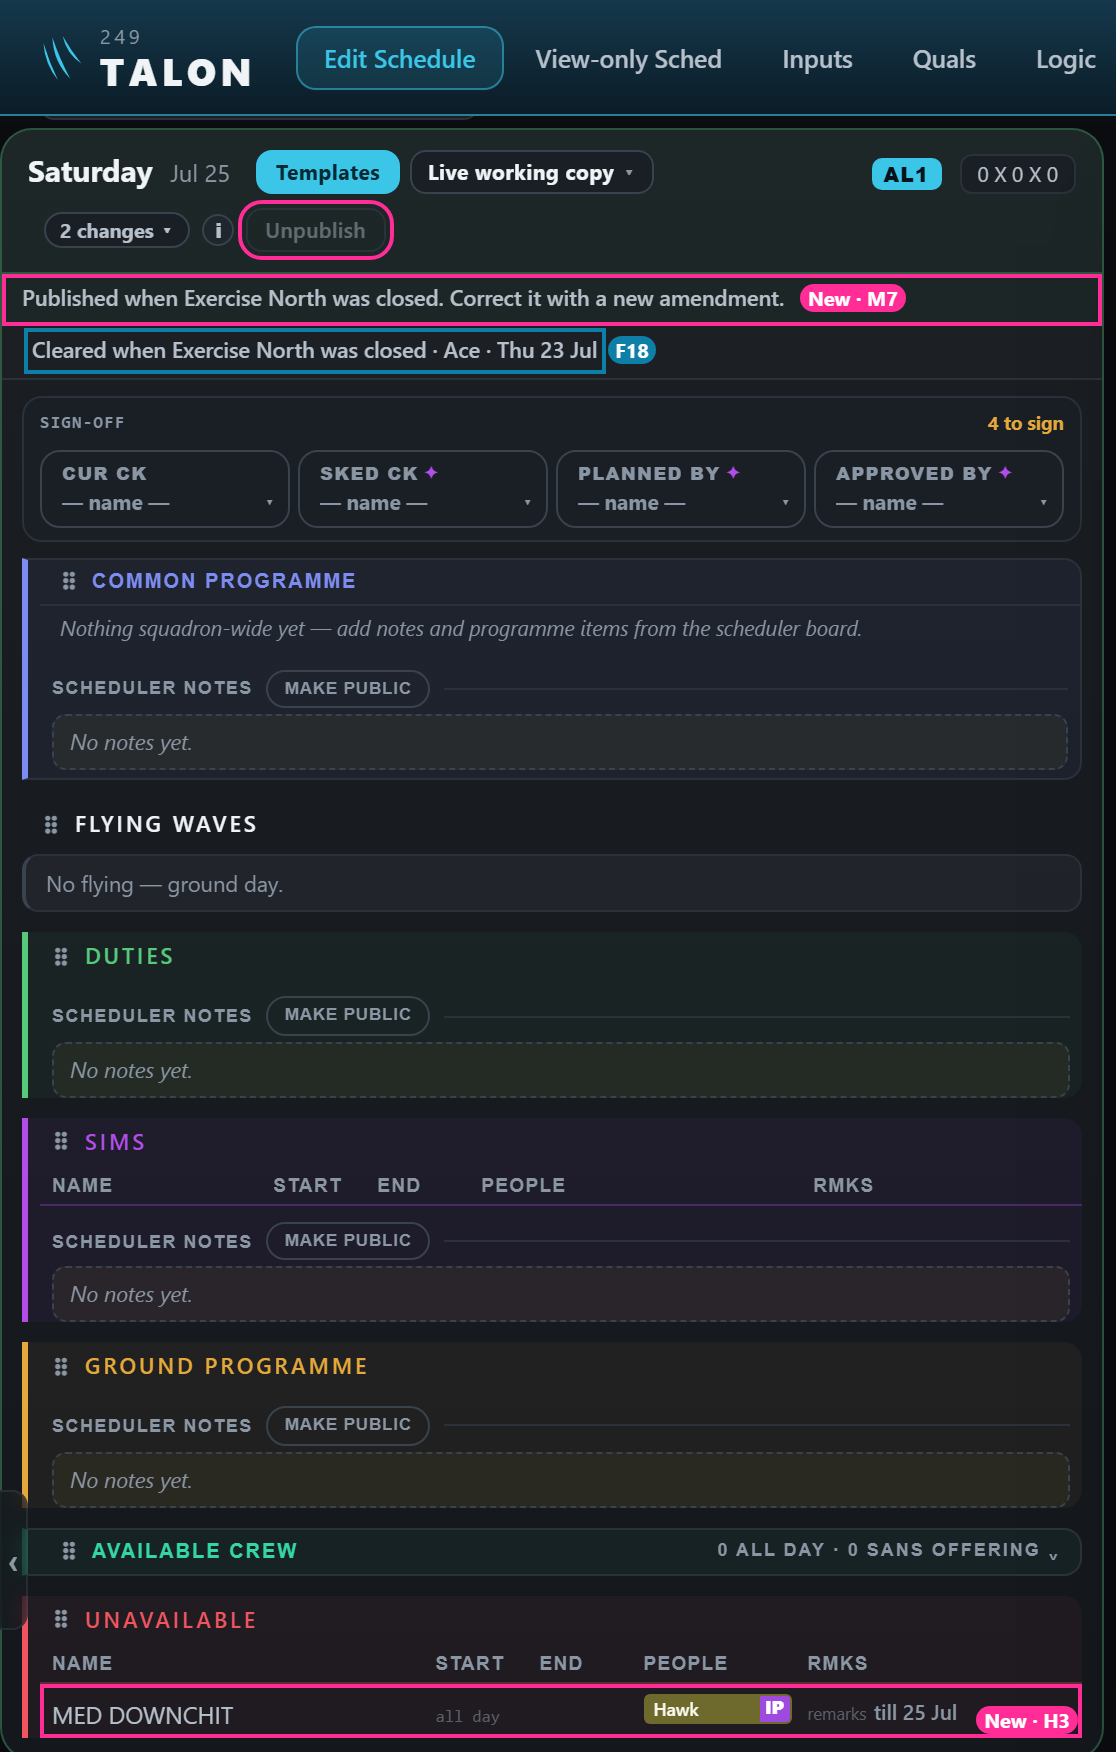 249
TALON
Edit Schedule
View-only Sched
Inputs
Quals
Logic
Saturday Jul 25
Templates
Live working copy
AL1
0X0X0
2 changes
i
Unpublish
Published when Exercise North was closed. Correct it with a new amendment.
New · M7
Cleared when Exercise North was closed · Ace · Thu 23 Jul
F18
SIGN-OFF
4 to sign
CUR CK
— name —
SKED CK
— name —
PLANNED BY
— name —
APPROVED BY
— name —
COMMON PROGRAMME
Nothing squadron-wide yet — add notes and programme items from the scheduler board.
SCHEDULER NOTES
MAKE PUBLIC
No notes yet.
FLYING WAVES
No flying — ground day.
DUTIES
SCHEDULER NOTES
MAKE PUBLIC
No notes yet.
SIMS
NAME START END PEOPLE RMKS
SCHEDULER NOTES
MAKE PUBLIC
No notes yet.
GROUND PROGRAMME
SCHEDULER NOTES
MAKE PUBLIC
No notes yet.
AVAILABLE CREW
0 ALL DAY · 0 SANS OFFERING
UNAVAILABLE
NAME START END PEOPLE RMKS
MED DOWNCHIT all day Hawk IP remarks till 25 Jul
New · H3